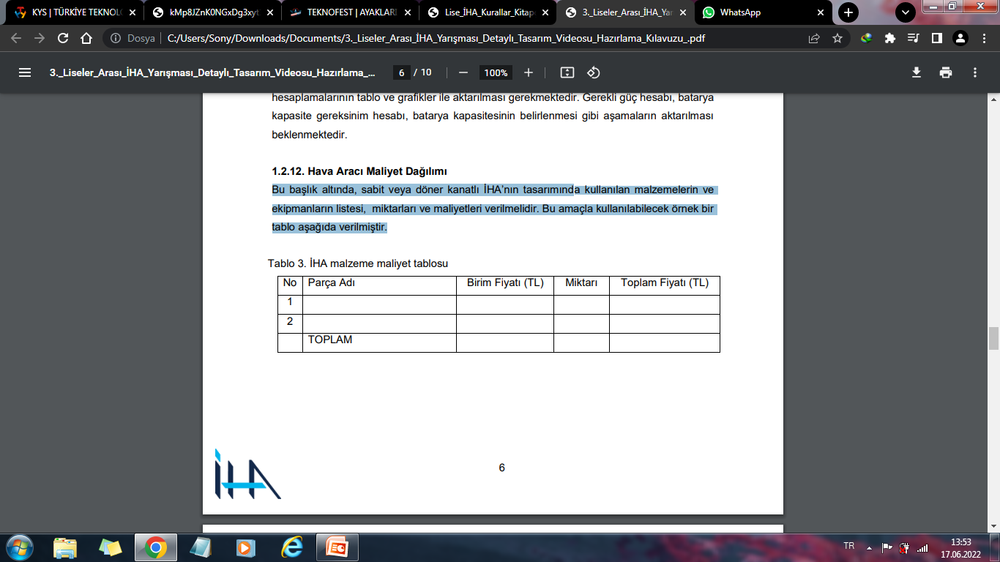 KYS | TÜRKİYE TEKNOLO
kMp8JZnK0NGxDg3xyt
TEKNOFEST | AYAKLARI
Lise_İHA_Kurallar_Kitap
3._Liseler_Arası_İHA_Yar
WhatsApp
Dosya | C:/Users/Sony/Downloads/Documents/3._Liseler_Arası_İHA_Yarışması_Detaylı_Tasarım_Videosu_Hazırlama_Kılavuzu_.pdf
3._Liseler_Arası_İHA_Yarışması_Detaylı_Tasarım_Videosu_Hazırlama_... 6 / 10 100%
hesaplamalarının tablo ve grafikler ile aktarılması gerekmektedir. Gerekli güç hesabı, batarya
kapasite gereksinim hesabı, batarya kapasitesinin belirlenmesi gibi aşamaların aktarılması
beklenmektedir.
1.2.12. Hava Aracı Maliyet Dağılımı
Bu başlık altında, sabit veya döner kanatlı İHA'nın tasarımında kullanılan malzemelerin ve
ekipmanların listesi, miktarları ve maliyetleri verilmelidir. Bu amaçla kullanılabilecek örnek bir
tablo aşağıda verilmiştir.
Tablo 3. İHA malzeme maliyet tablosu
No Parça Adı Birim Fiyatı (TL) Miktarı Toplam Fiyatı (TL)
1
2
TOPLAM
İHA
6
TR
13:53
17.06.2022